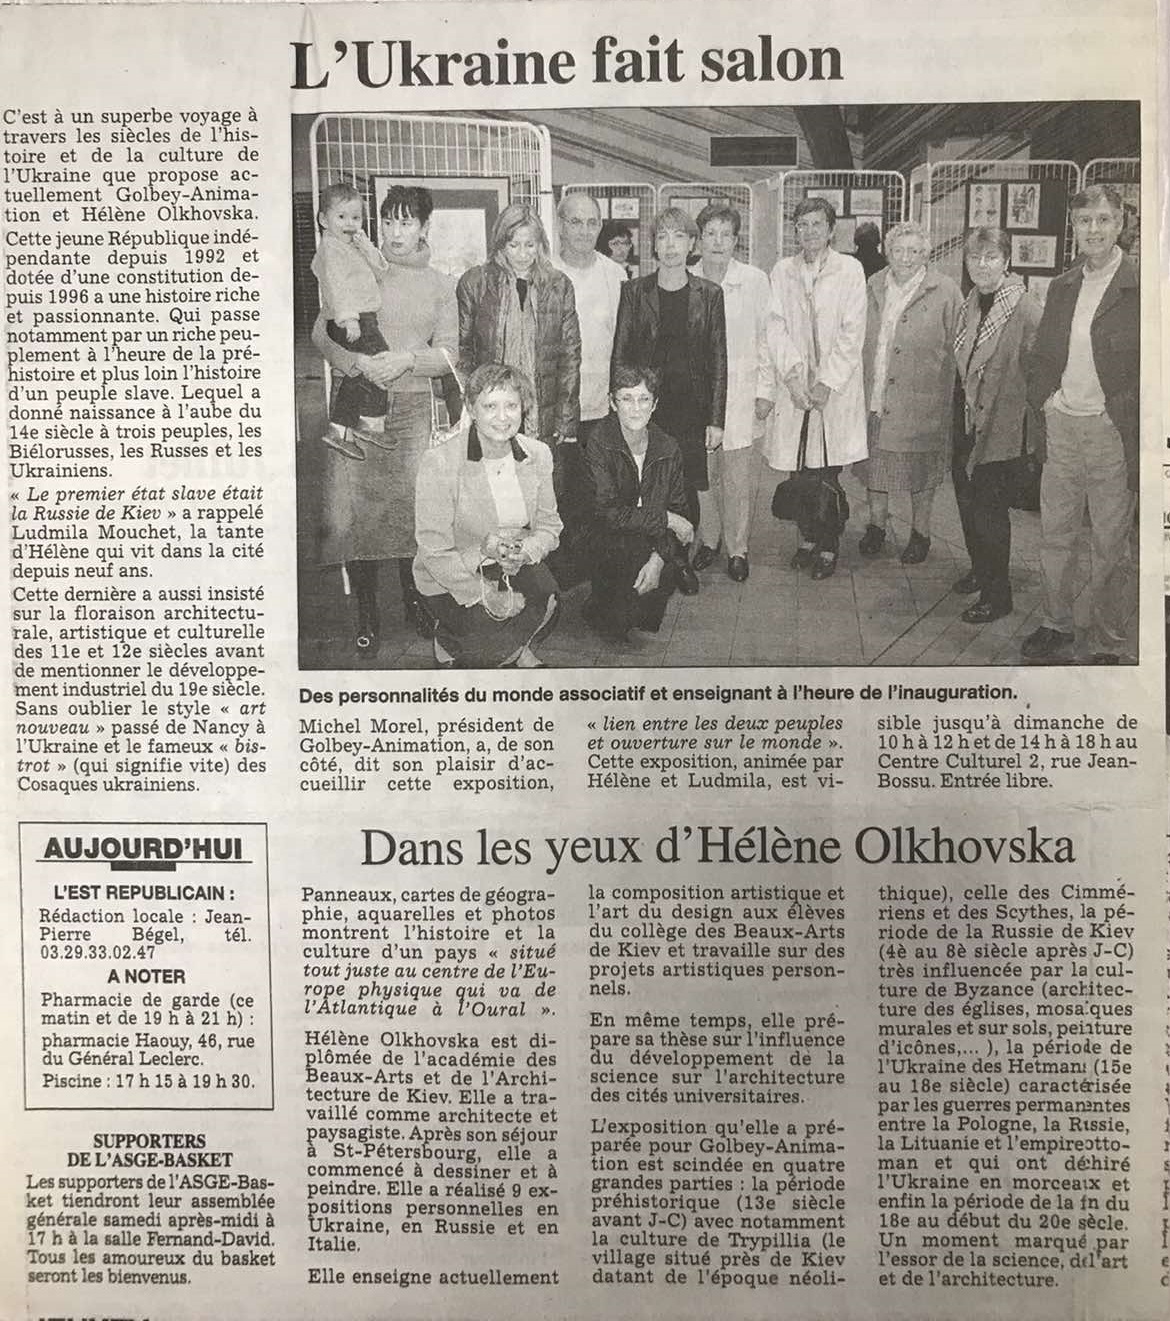 L'Ukraine fait salon
C'est à un superbe voyage à
travers les siècles de l'his-
toire et de la culture de
l'Ukraine que propose ac-
tuellement Golbey-Anima-
tion et Hélène Olkhovska.
Cette jeune République indé-
pendante depuis 1992 et
dotée d'une constitution de-
puis 1996 a une histoire riche
et passionnante. Qui passe
notamment par un riche peu-
plement à l'heure de la pré-
histoire et plus loin l'histoire
d'un peuple slave. Lequel a
donné naissance à l'aube du
14e siècle à trois peuples, les
Biélorusses, les Russes et les
Ukrainiens.
« Le premier état slave était
la Russie de Kiev » a rappelé
Ludmila Mouchet, la tante
d'Hélène qui vit dans la cité
depuis neuf ans.
Cette dernière a aussi insisté
sur la floraison architectu-
rale, artistique et culturelle
des 11e et 12e siècles avant
de mentionner le développe-
ment industriel du 19e siècle.
Sans oublier le style « art
nouveau » passé de Nancy à
l'Ukraine et le fameux « bis-
trot » (qui signifie vite) des
Cosaques ukrainiens.
Des personnalités du monde associatif et enseignant à l'heure de l'inauguration.
Michel Morel, président de
Golbey-Animation, a, de son
côté, dit son plaisir d'ac-
cueillir cette exposition,
« lien entre les deux peuples
et ouverture sur le monde ».
Cette exposition, animée par
Hélène et Ludmila, est vi-
sible jusqu'à dimanche de
10 h à 12 h et de 14 h à 18 h au
Centre Culturel 2, rue Jean-
Bossu. Entrée libre.
AUJOURD'HUI
L'EST REPUBLICAIN :
Rédaction locale : Jean-
Pierre Bégel, tél.
03.29.33.02.47
A NOTER
Pharmacie de garde (ce
matin et de 19 h à 21 h) :
pharmacie Haouy, 46, rue
du Général Leclerc.
Piscine : 17 h 15 à 19 h 30.
SUPPORTERS
DE L'ASGE-BASKET
Les supporters de l'ASGE-Bas-
ket tiendront leur assemblée
générale samedi après-midi à
17 h à la salle Fernand-David.
Tous les amoureux du basket
seront les bienvenus.
Dans les yeux d'Hélène Olkhovska
Panneaux, cartes de géogra-
phie, aquarelles et photos
montrent l'histoire et la
culture d'un pays « situé
tout juste au centre de l'Eu-
rope physique qui va de
l'Atlantique à l'Oural ».
Hélène Olkhovska est di-
plômée de l'académie des
Beaux-Arts et de l'Archi-
tecture de Kiev. Elle a tra-
vaillé comme architecte et
paysagiste. Après son séjour
à St-Pétersbourg, elle a
commencé à dessiner et à
peindre. Elle a réalisé 9 ex-
positions personnelles en
Ukraine, en Russie et en
Italie.
Elle enseigne actuellement
la composition artistique et
l'art du design aux élèves
du collège des Beaux-Arts
de Kiev et travaille sur des
projets artistiques person-
nels.
En même temps, elle pré-
pare sa thèse sur l'influence
du développement de la
science sur l'architecture
des cités universitaires.
L'exposition qu'elle a pré-
parée pour Golbey-Anima-
tion est scindée en quatre
grandes parties : la période
préhistorique (13e siècle
avant J-C) avec notamment
la culture de Trypillia (le
village situé près de Kiev
datant de l'époque néoli-
thique), celle des Cimmé-
riens et des Scythes, la pé-
riode de la Russie de Kiev
(4è au 8è siècle après J-C)
très influencée par la cul-
ture de Byzance (architec-
ture des églises, mosaïques
murales et sur sols, peinture
d'icônes,... ), la période de
l'Ukraine des Hetmans (15e
au 18e siècle) caractérisée
par les guerres permanentes
entre la Pologne, la Russie,
la Lituanie et l'empire otto-
man et qui ont déchiré
l'Ukraine en morceaux et
enfin la période de la fin du
18e au début du 20e siècle.
Un moment marqué par
l'essor de la science, de l'art
et de l'architecture.